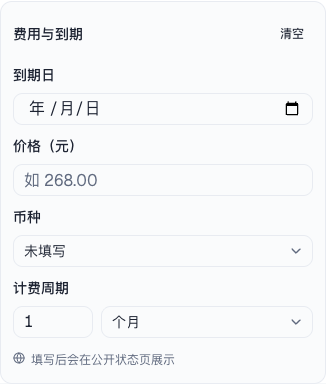 费用与到期
清空
到期日
年 /月/日
价格（元）
如 268.00
币种
未填写
计费周期
1
个月
填写后会在公开状态页展示